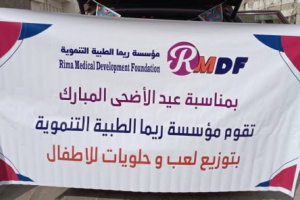 مؤسسة ريما الطبية التنموية
Rima Medical Development Foundation
RMDF
بمناسبة عيد الأضحى المبارك
تقوم مؤسسة ريما الطبية التنموية
بتوزيع لعب و حلويات للاطفال